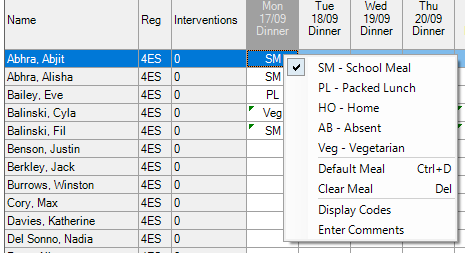 Name Reg Interventions Mon 17/09 Dinner Tue 18/09 Dinner Wed 19/09 Dinner Thu 20/09 Dinner
Abhra, Abjit 4ES 0 SM
Abhra, Alisha 4ES 0 SM
Bailey, Eve 4ES 0 PL
Balinski, Cyla 4ES 0 Veg
Balinski, Fil 4ES 0 SM
Benson, Justin 4ES 0
Berkley, Jack 4ES 0
Burrows, Winston 4ES 0
Cory, Max 4ES 0
Davies, Katherine 4ES 0
Del Sonno, Nadia 4ES 0
SM - School Meal
PL - Packed Lunch
HO - Home
AB - Absent
Veg - Vegetarian
Default Meal Ctrl+D
Clear Meal Del
Display Codes
Enter Comments